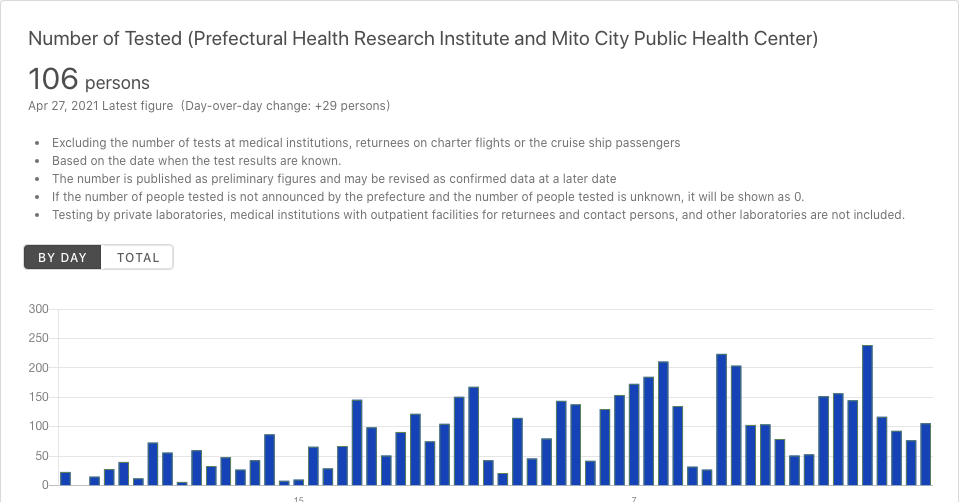 Number of Tested (Prefectural Health Research Institute and Mito City Public Health Center)
106 persons
Apr 27, 2021 Latest figure (Day-over-day change: +29 persons)
• Excluding the number of tests at medical institutions, returnees on charter flights or the cruise ship passengers
• Based on the date when the test results are known.
• The number is published as preliminary figures and may be revised as confirmed data at a later date
• If the number of people tested is not announced by the prefecture and the number of people tested is unknown, it will be shown as 0.
• Testing by private laboratories, medical institutions with outpatient facilities for returnees and contact persons, and other laboratories are not included.
BY DAY TOTAL
300
250
200
150
100
50
0
15 7